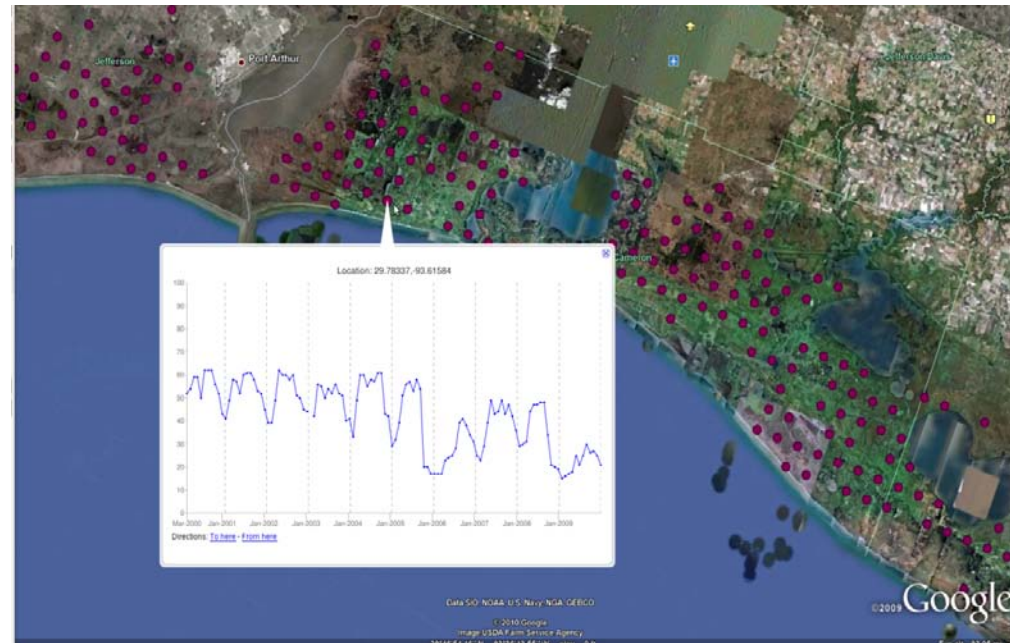 Jefferson
Port Arthur
Jefferson Davis
Cameron
Location: 29.78337,-93.61584
100
90
80
70
60
50
40
30
20
10
0
Mar-2000 Jan-2001 Jan-2002 Jan-2003 Jan-2004 Jan-2005 Jan-2006 Jan-2007 Jan-2008 Jan-2009
Directions: To here - From here
Data SIO, NOAA, U.S. Navy, NGA, GEBCO
©2010 Google
Image USDA Farm Service Agency
©2009 Google